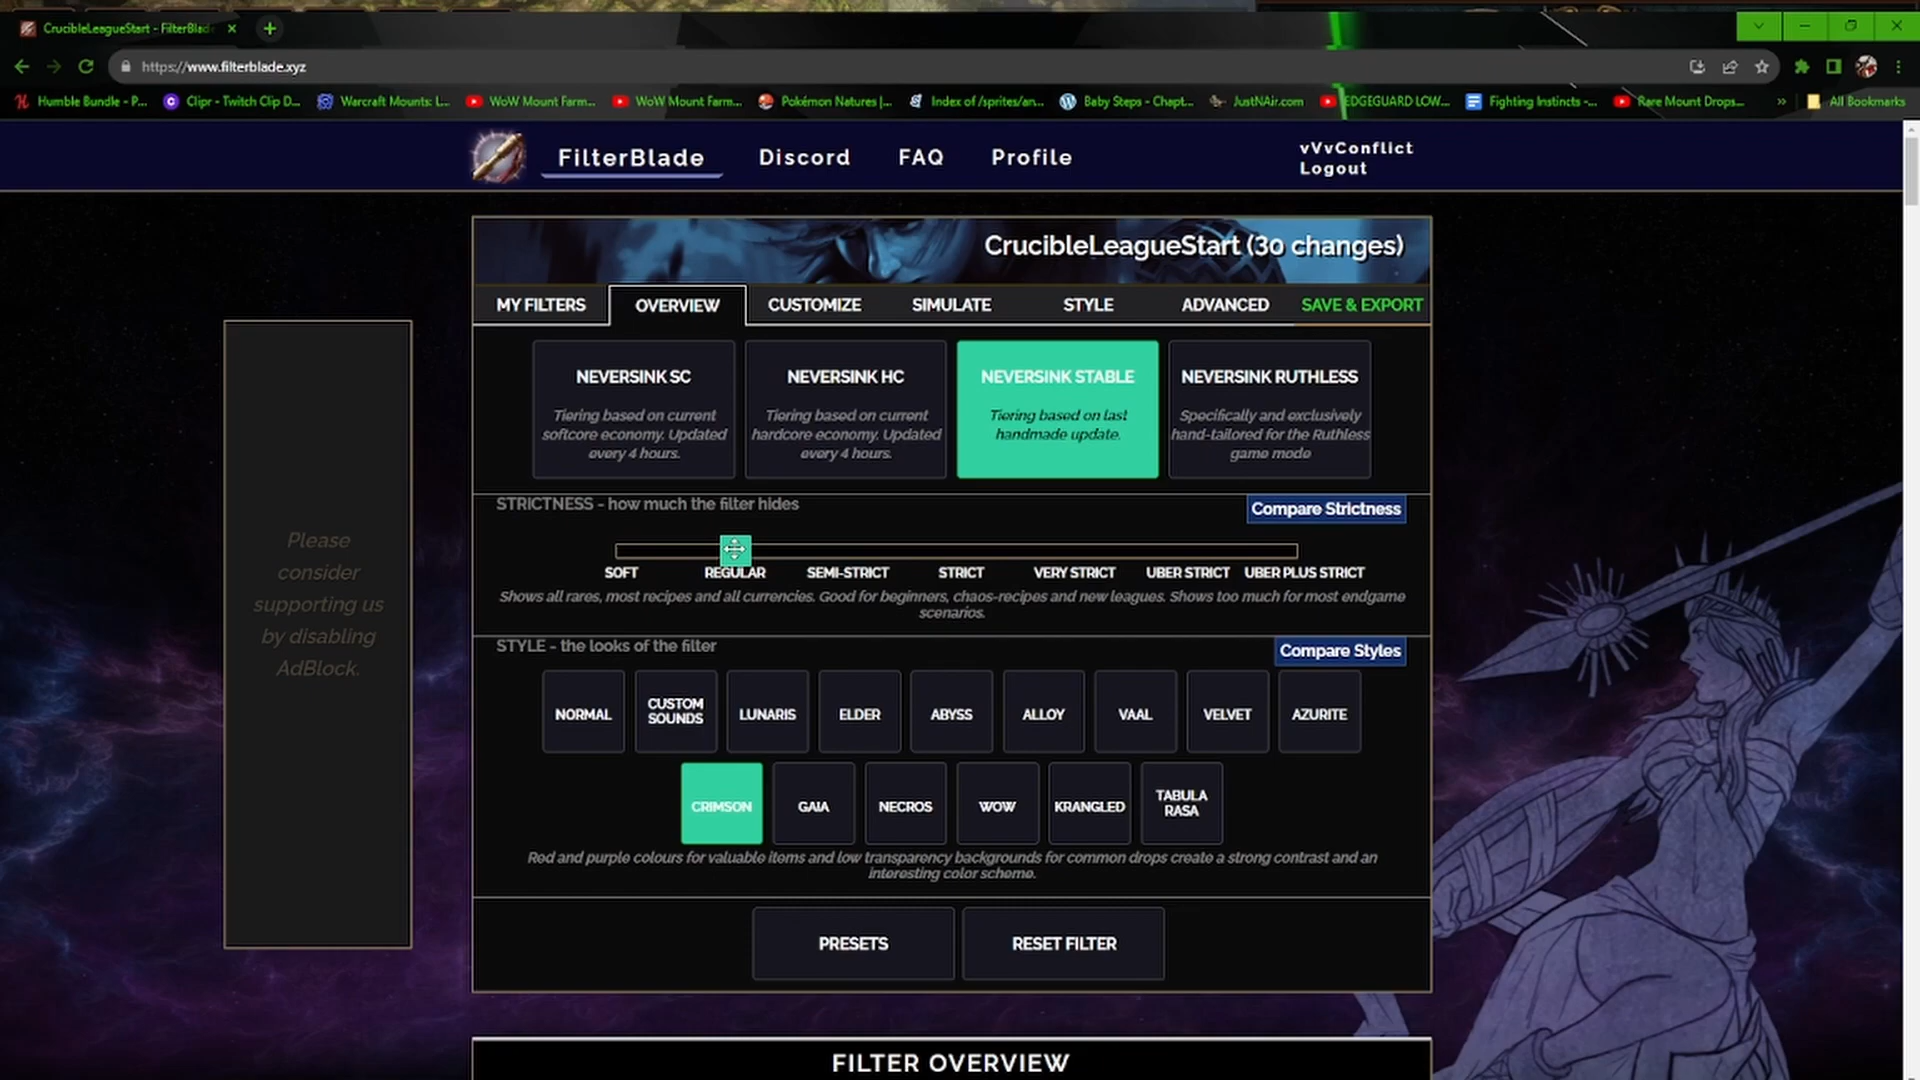 CrucibleLeagueStart - FilterBlad
https://www.filterblade.xyz
Humble Bundle - P...
Clipr - Twitch Clip D...
Warcraft Mounts: L...
WoW Mount Farm...
WoW Mount Farm...
Pokémon Natures |...
Index of /sprites/an...
Baby Steps - Chapt...
JustNAir.com
EDGEGUARD LOW...
Fighting Instincts -...
Rare Mount Drops...
»
All Bookmarks
FilterBlade
Discord
FAQ
Profile
vVvConflict
Logout
CrucibleLeagueStart (30 changes)
MY FILTERS
OVERVIEW
CUSTOMIZE
SIMULATE
STYLE
ADVANCED
SAVE & EXPORT
NEVERSINK SC
Tiering based on current
softcore economy. Updated
every 4 hours.
NEVERSINK HC
Tiering based on current
hardcore economy. Updated
every 4 hours.
NEVERSINK STABLE
Tiering based on last
handmade update.
NEVERSINK RUTHLESS
Specifically and exclusively
hand-tailored for the Ruthless
game mode
STRICTNESS - how much the filter hides
Compare Strictness
SOFT
REGULAR
SEMI-STRICT
STRICT
VERY STRICT
UBER STRICT
UBER PLUS STRICT
Shows all rares, most recipes and all currencies. Good for beginners, chaos-recipes and new leagues. Shows too much for most endgame
scenarios.
STYLE - the looks of the filter
Compare Styles
NORMAL
CUSTOM
SOUNDS
LUNARIS
ELDER
ABYSS
ALLOY
VAAL
VELVET
AZURITE
CRIMSON
GAIA
NECROS
WOW
KRANGLED
TABULA
RASA
Red and purple colours for valuable items and low transparency backgrounds for common drops create a strong contrast and an
interesting color scheme.
PRESETS
RESET FILTER
Please
consider
supporting us
by disabling
AdBlock.
FILTER OVERVIEW